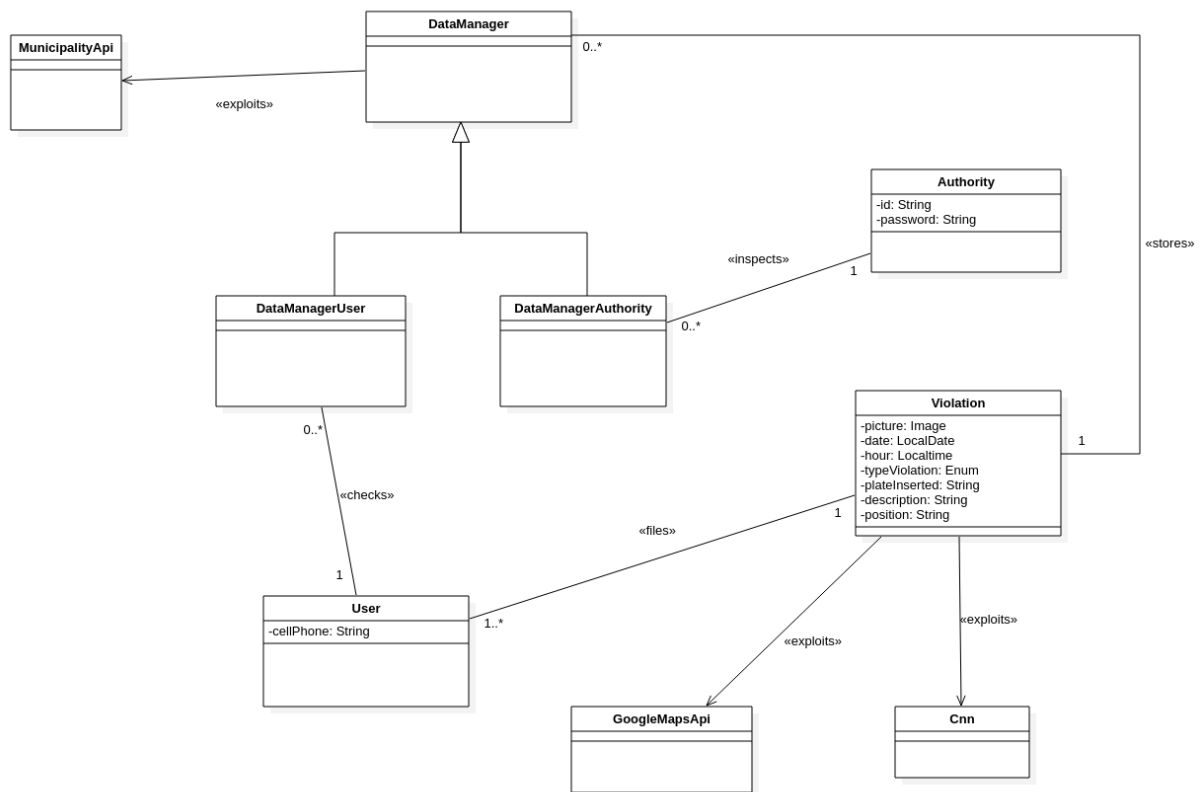 DataManager
MunicipalityApi
0..*
«exploits»
Authority
-id: String
-password: String
«stores»
«inspects»
1
DataManagerUser
DataManagerAuthority
0..*
Violation
-picture: Image
-date: LocalDate
-hour: Localtime
-typeViolation: Enum
-plateInserted: String
-description: String
-position: String
1
0..*
«checks»
1
«files»
1
User
-cellPhone: String
1..*
«exploits»
«exploits»
GoogleMapsApi
Cnn